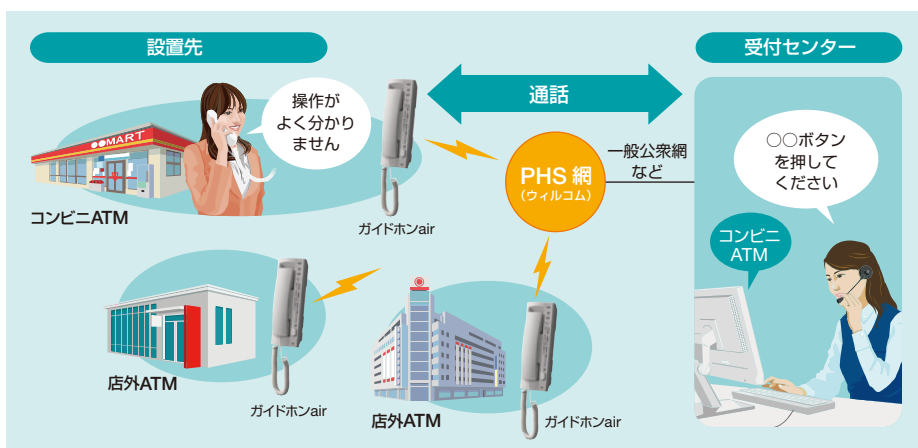 設置先
受付センター
通話
操作が
よく分かり
ません
●●MART
コンビニATM
ガイドホンair
PHS 網
(ウィルコム)
一般公衆網
など
○○ボタン
を押して
ください
コンビニ
ATM
店外ATM
ガイドホンair
店外ATM
ガイドホンair